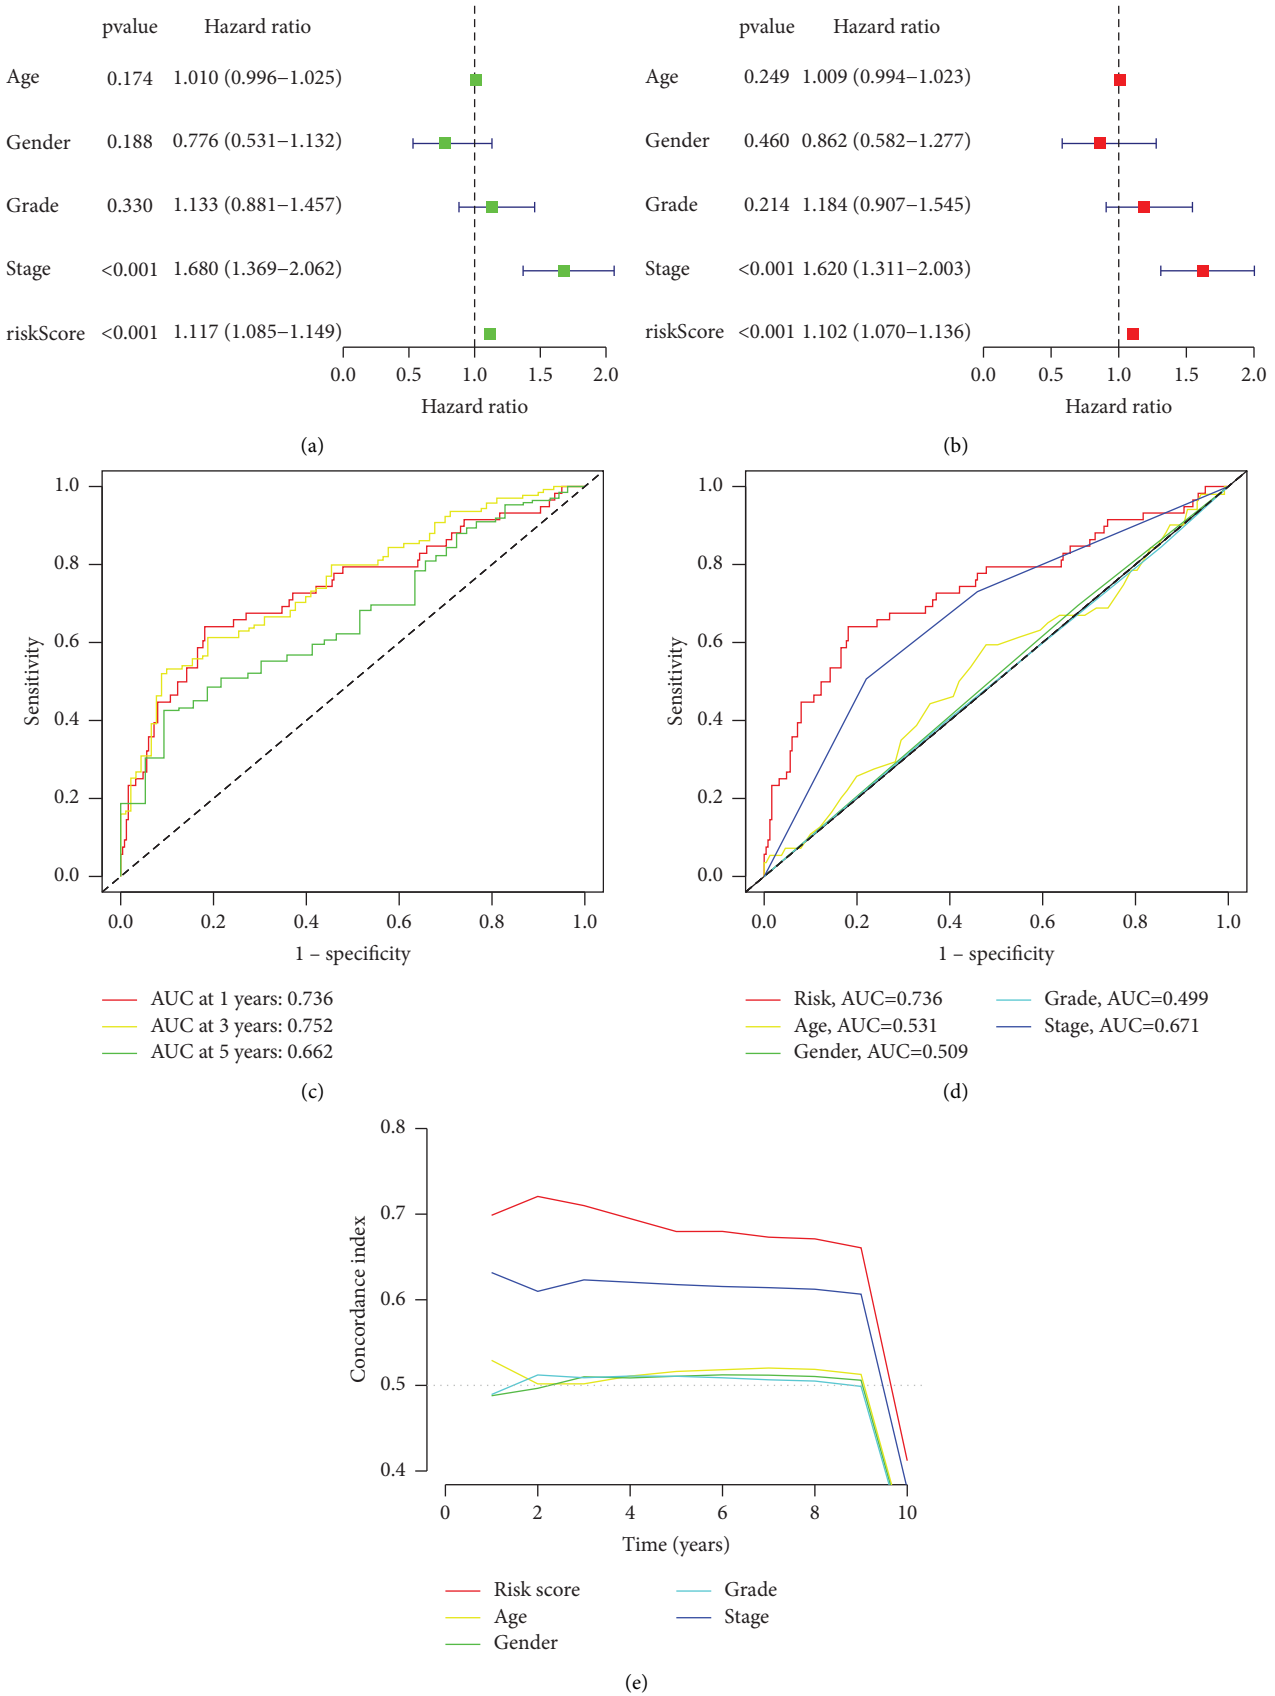 pvalue Hazard ratio
Age 0.174 1.010 (0.996−1.025)
Gender 0.188 0.776 (0.531−1.132)
Grade 0.330 1.133 (0.881−1.457)
Stage <0.001 1.680 (1.369−2.062)
riskScore <0.001 1.117 (1.085−1.149)
0.0 0.5 1.0 1.5 2.0
Hazard ratio
(a)
pvalue Hazard ratio
Age 0.249 1.009 (0.994−1.023)
Gender 0.460 0.862 (0.582−1.277)
Grade 0.214 1.184 (0.907−1.545)
Stage <0.001 1.620 (1.311−2.003)
riskScore <0.001 1.102 (1.070−1.136)
0.0 0.5 1.0 1.5 2.0
Hazard ratio
(b)
Sensitivity
1.0
0.8
0.6
0.4
0.2
0.0
0.0 0.2 0.4 0.6 0.8 1.0
1 – specificity
AUC at 1 years: 0.736
AUC at 3 years: 0.752
AUC at 5 years: 0.662
(c)
Sensitivity
1.0
0.8
0.6
0.4
0.2
0.0
0.0 0.2 0.4 0.6 0.8 1.0
1 – specificity
Risk, AUC=0.736
Age, AUC=0.531
Gender, AUC=0.509
Grade, AUC=0.499
Stage, AUC=0.671
(d)
Concordance index
0.8
0.7
0.6
0.5
0.4
0 2 4 6 8 10
Time (years)
Risk score
Age
Gender
Grade
Stage
(e)